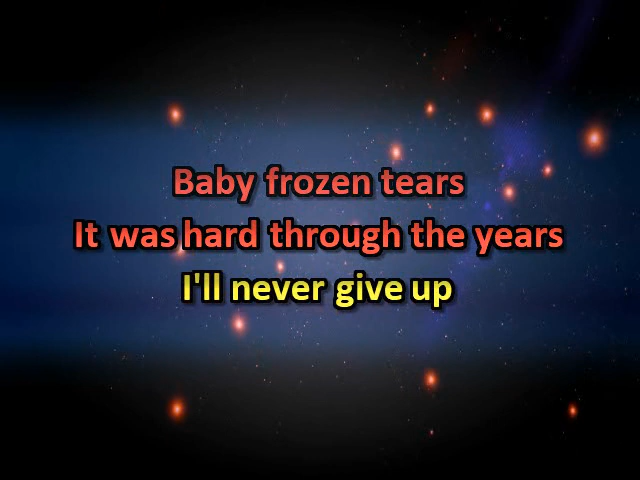 Baby frozen tears
It was hard through the years
I'll never give up